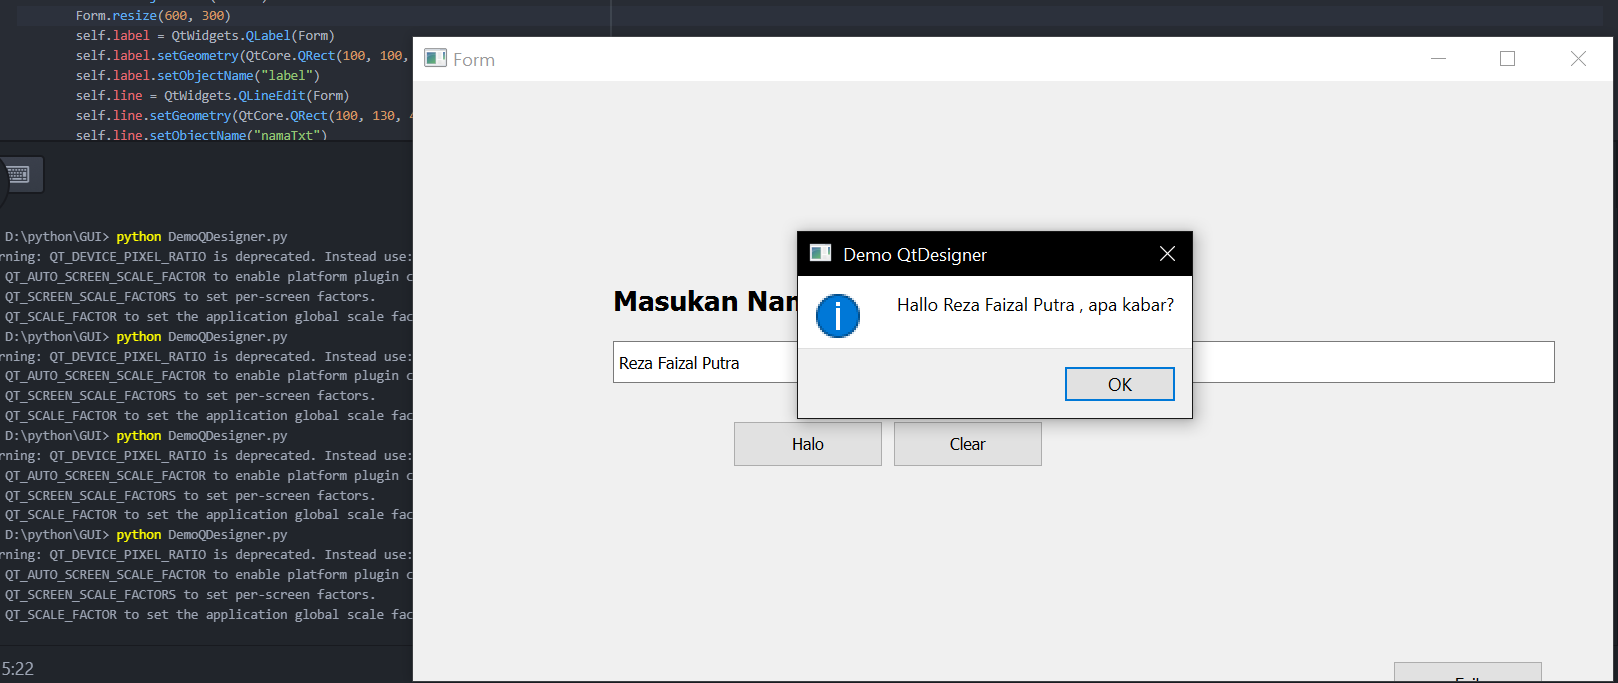 Form.resize(600, 300)
self.label = QtWidgets.QLabel(Form)
self.label.setGeometry(QtCore.QRect(100, 100,
self.label.setObjectName("label")
self.line = QtWidgets.QLineEdit(Form)
self.line.setGeometry(QtCore.QRect(100, 130,
self.line.setObjectName("namaTxt")
D:\python\GUI> python DemoQDesigner.py
rning: QT_DEVICE_PIXEL_RATIO is deprecated. Instead use:
QT_AUTO_SCREEN_SCALE_FACTOR to enable platform plugin c
QT_SCREEN_SCALE_FACTORS to set per-screen factors.
QT_SCALE_FACTOR to set the application global scale fac
D:\python\GUI> python DemoQDesigner.py
rning: QT_DEVICE_PIXEL_RATIO is deprecated. Instead use:
QT_AUTO_SCREEN_SCALE_FACTOR to enable platform plugin c
QT_SCREEN_SCALE_FACTORS to set per-screen factors.
QT_SCALE_FACTOR to set the application global scale fac
D:\python\GUI> python DemoQDesigner.py
rning: QT_DEVICE_PIXEL_RATIO is deprecated. Instead use:
QT_AUTO_SCREEN_SCALE_FACTOR to enable platform plugin c
QT_SCREEN_SCALE_FACTORS to set per-screen factors.
QT_SCALE_FACTOR to set the application global scale fac
D:\python\GUI> python DemoQDesigner.py
rning: QT_DEVICE_PIXEL_RATIO is deprecated. Instead use:
QT_AUTO_SCREEN_SCALE_FACTOR to enable platform plugin c
QT_SCREEN_SCALE_FACTORS to set per-screen factors.
QT_SCALE_FACTOR to set the application global scale fac
5:22
Form
Masukan Nan
Reza Faizal Putra
Halo
Clear
Demo QtDesigner
Hallo Reza Faizal Putra , apa kabar?
OK